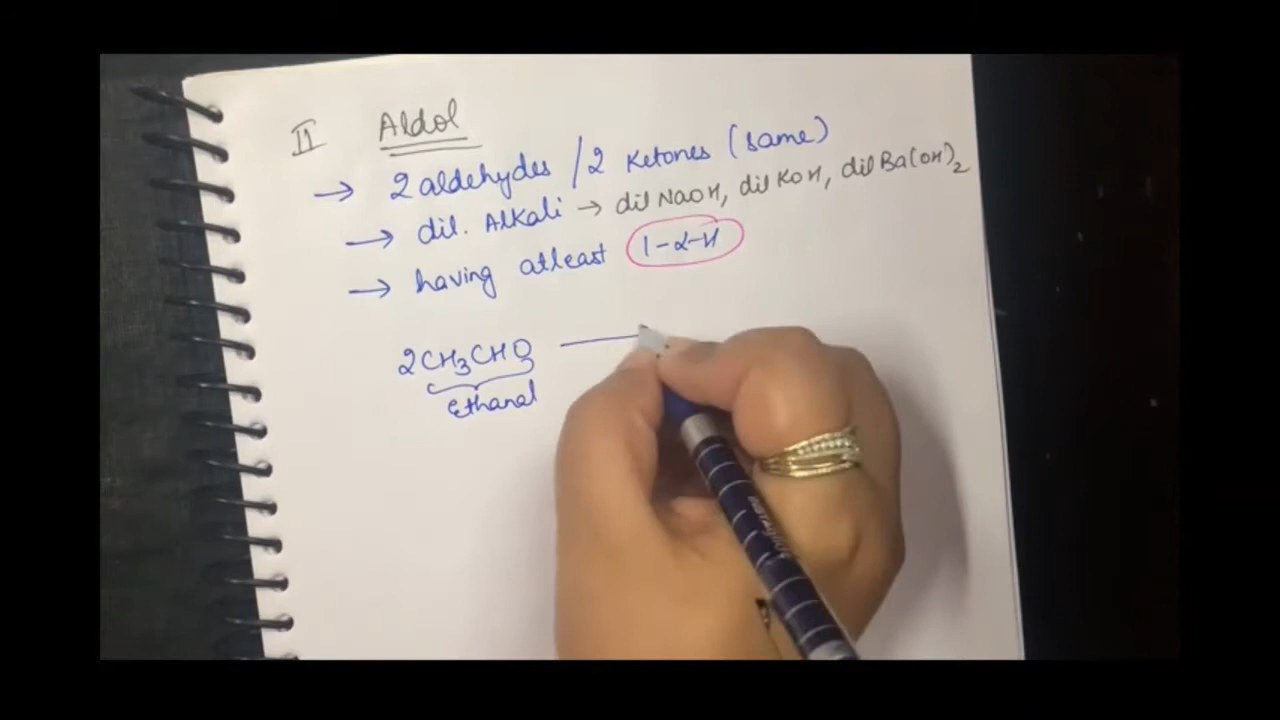 II Aldol
→ 2 aldehydes / 2 Ketones (same)
→ dil. Alkali → dil NaOH, dil KOH, dil Ba(OH)₂
→ having atleast 1-α-H
2CH₃CHO
Ethanal